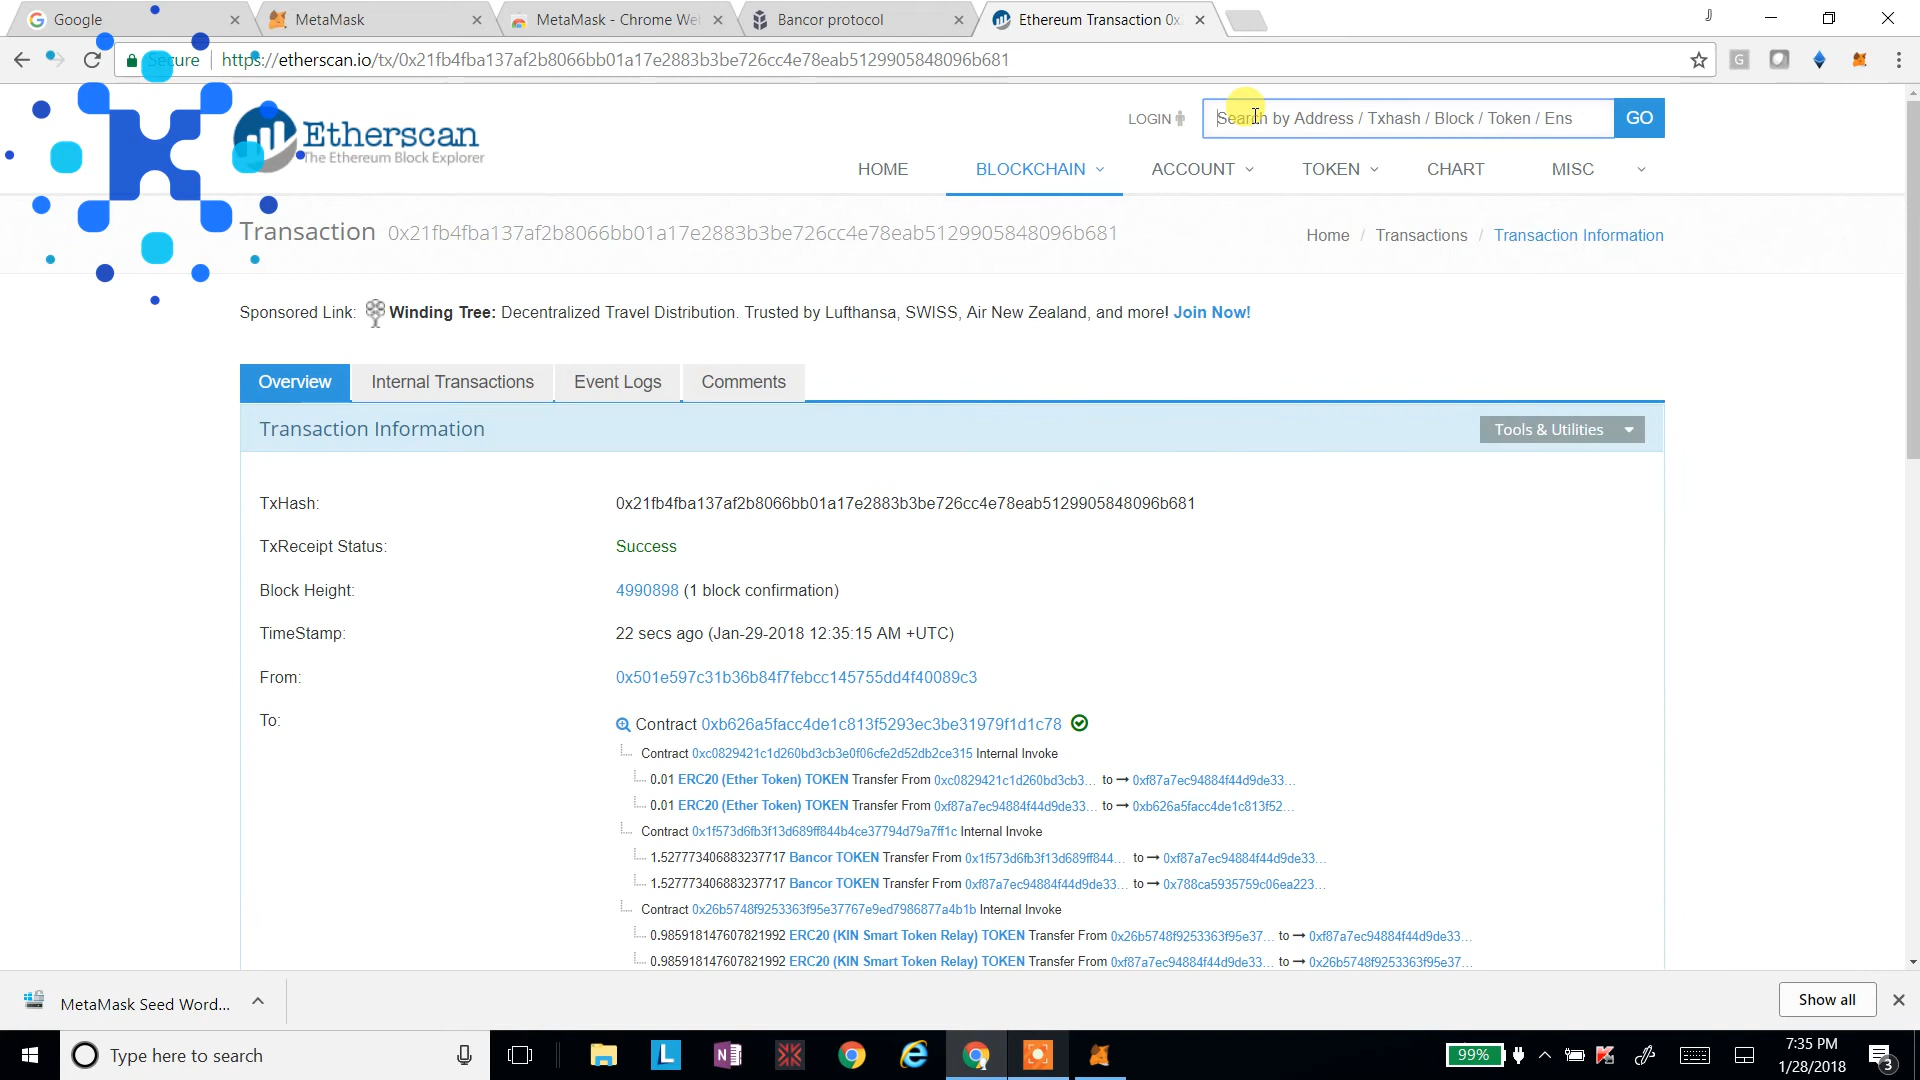 Google
MetaMask
MetaMask - Chrome We
Bancor protocol
Ethereum Transaction 0x
Secure
https://etherscan.io/tx/0x21fb4fba137af2b8066bb01a17e2883b3be726cc4e78eab5129905848096b681
Etherscan
The Ethereum Block Explorer
LOGIN
Search by Address / Txhash / Block / Token / Ens
GO
HOME
BLOCKCHAIN
ACCOUNT
TOKEN
CHART
MISC
Transaction 0x21fb4fba137af2b8066bb01a17e2883b3be726cc4e78eab5129905848096b681
Home / Transactions / Transaction Information
Sponsored Link: Winding Tree: Decentralized Travel Distribution. Trusted by Lufthansa, SWISS, Air New Zealand, and more! Join Now!
Overview
Internal Transactions
Event Logs
Comments
Transaction Information
Tools & Utilities
TxHash: 0x21fb4fba137af2b8066bb01a17e2883b3be726cc4e78eab5129905848096b681
TxReceipt Status: Success
Block Height: 4990898 (1 block confirmation)
TimeStamp: 22 secs ago (Jan-29-2018 12:35:15 AM +UTC)
From: 0x501e597c31b36b84f7febcc145755dd4f40089c3
To: Contract 0xb626a5facc4de1c813f5293ec3be31979f1d1c78
Contract 0xc0829421c1d260bd3cb3e0f06cfe2d52db2ce315 Internal Invoke
0.01 ERC20 (Ether Token) TOKEN Transfer From 0xc0829421c1d260bd3cb3... to → 0xf87a7ec94884f44d9de33...
0.01 ERC20 (Ether Token) TOKEN Transfer From 0xf87a7ec94884f44d9de33... to → 0xb626a5facc4de1c813f52...
Contract 0x1f573d6fb3f13d689ff844b4ce37794d79a7ff1c Internal Invoke
1.527773406883237717 Bancor TOKEN Transfer From 0x1f573d6fb3f13d689ff844... to → 0xf87a7ec94884f44d9de33...
1.527773406883237717 Bancor TOKEN Transfer From 0xf87a7ec94884f44d9de33... to → 0x788ca5935759c06ea223...
Contract 0x26b5748f9253363f95e37767e9ed7986877a4b1b Internal Invoke
0.985918147607821992 ERC20 (KIN Smart Token Relay) TOKEN Transfer From 0x26b5748f9253363f95e37... to → 0xf87a7ec94884f44d9de33...
0.985918147607821992 ERC20 (KIN Smart Token Relay) TOKEN Transfer From 0xf87a7ec94884f44d9de33... to → 0x26b5748f9253363f95e37...
MetaMask Seed Word...
Show all
Type here to search
99%
7:35 PM
1/28/2018
3